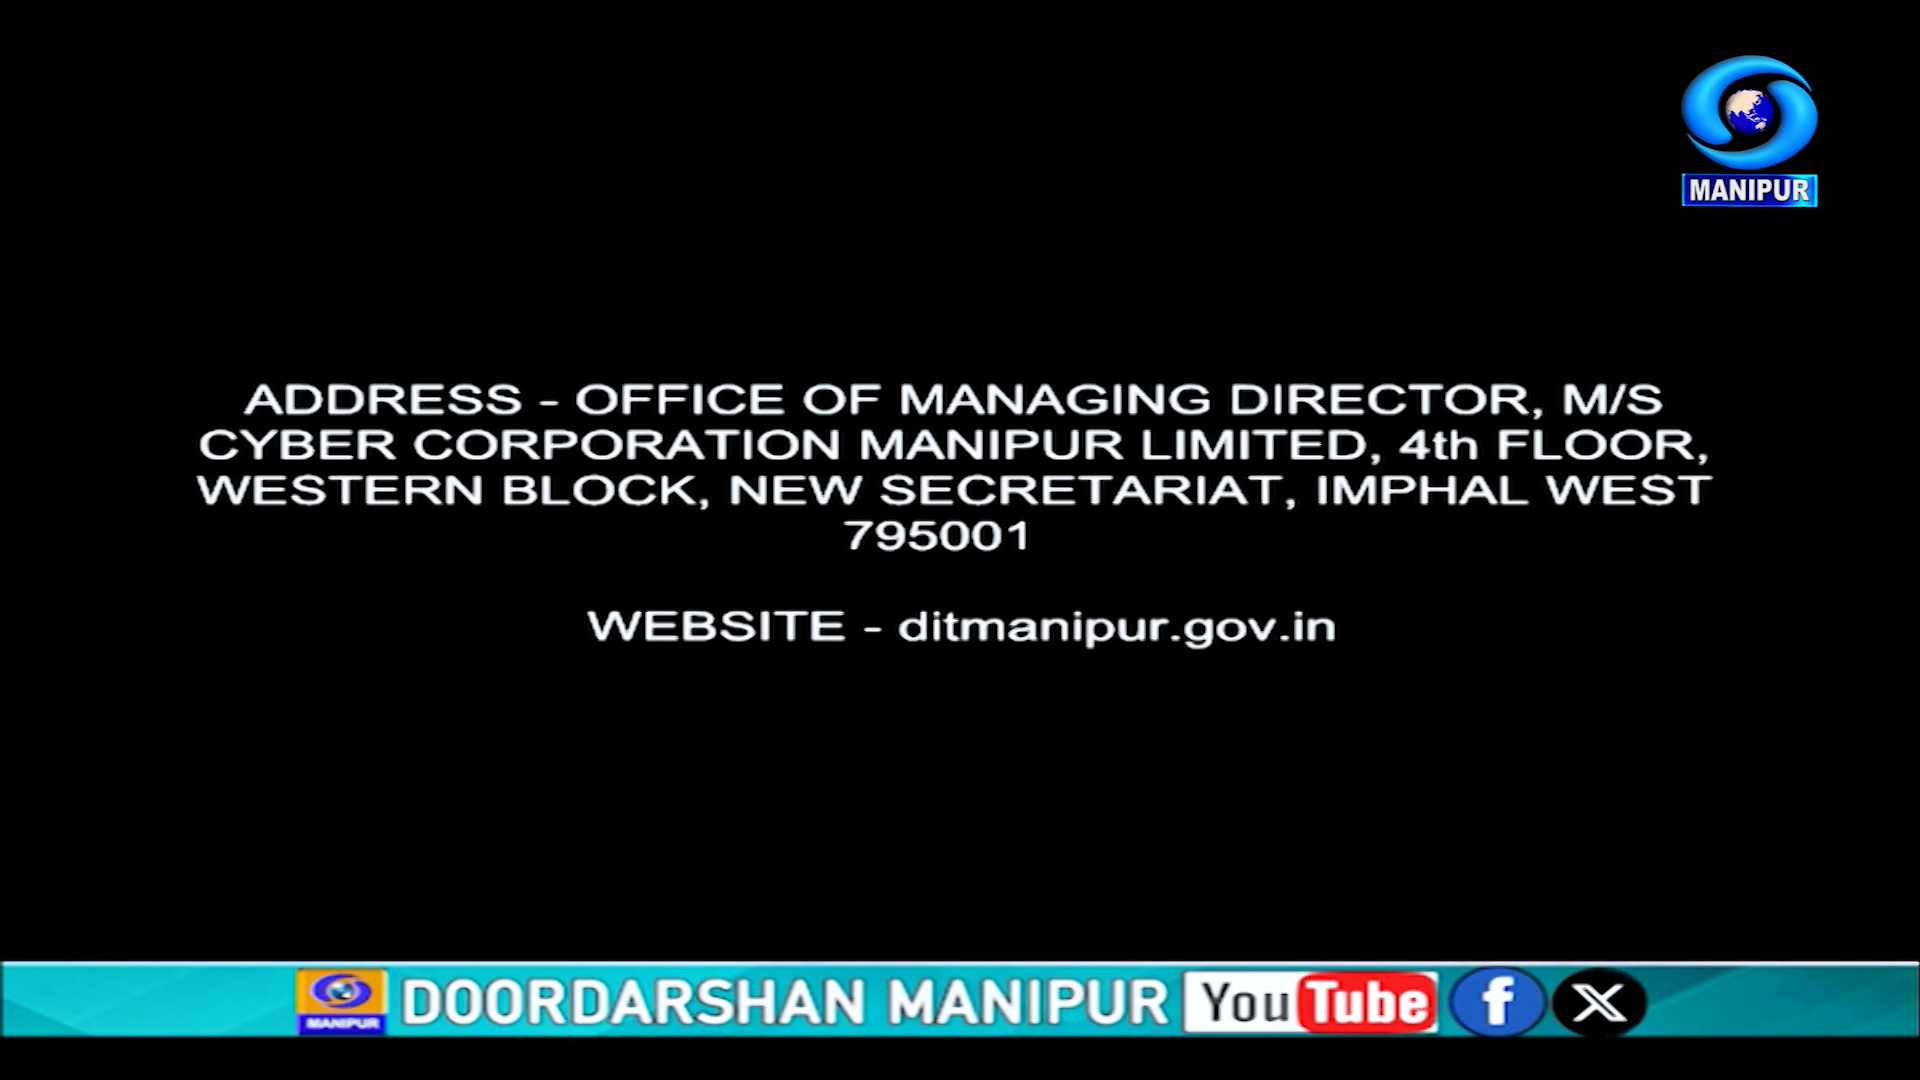 MANIPUR
ADDRESS - OFFICE OF MANAGING DIRECTOR, M/S
CYBER CORPORATION MANIPUR LIMITED, 4th FLOOR,
WESTERN BLOCK, NEW SECRETARIAT, IMPHAL WEST
795001
WEBSITE - ditmanipur.gov.in
MANIPUR DOORDARSHAN MANIPUR YouTube f X